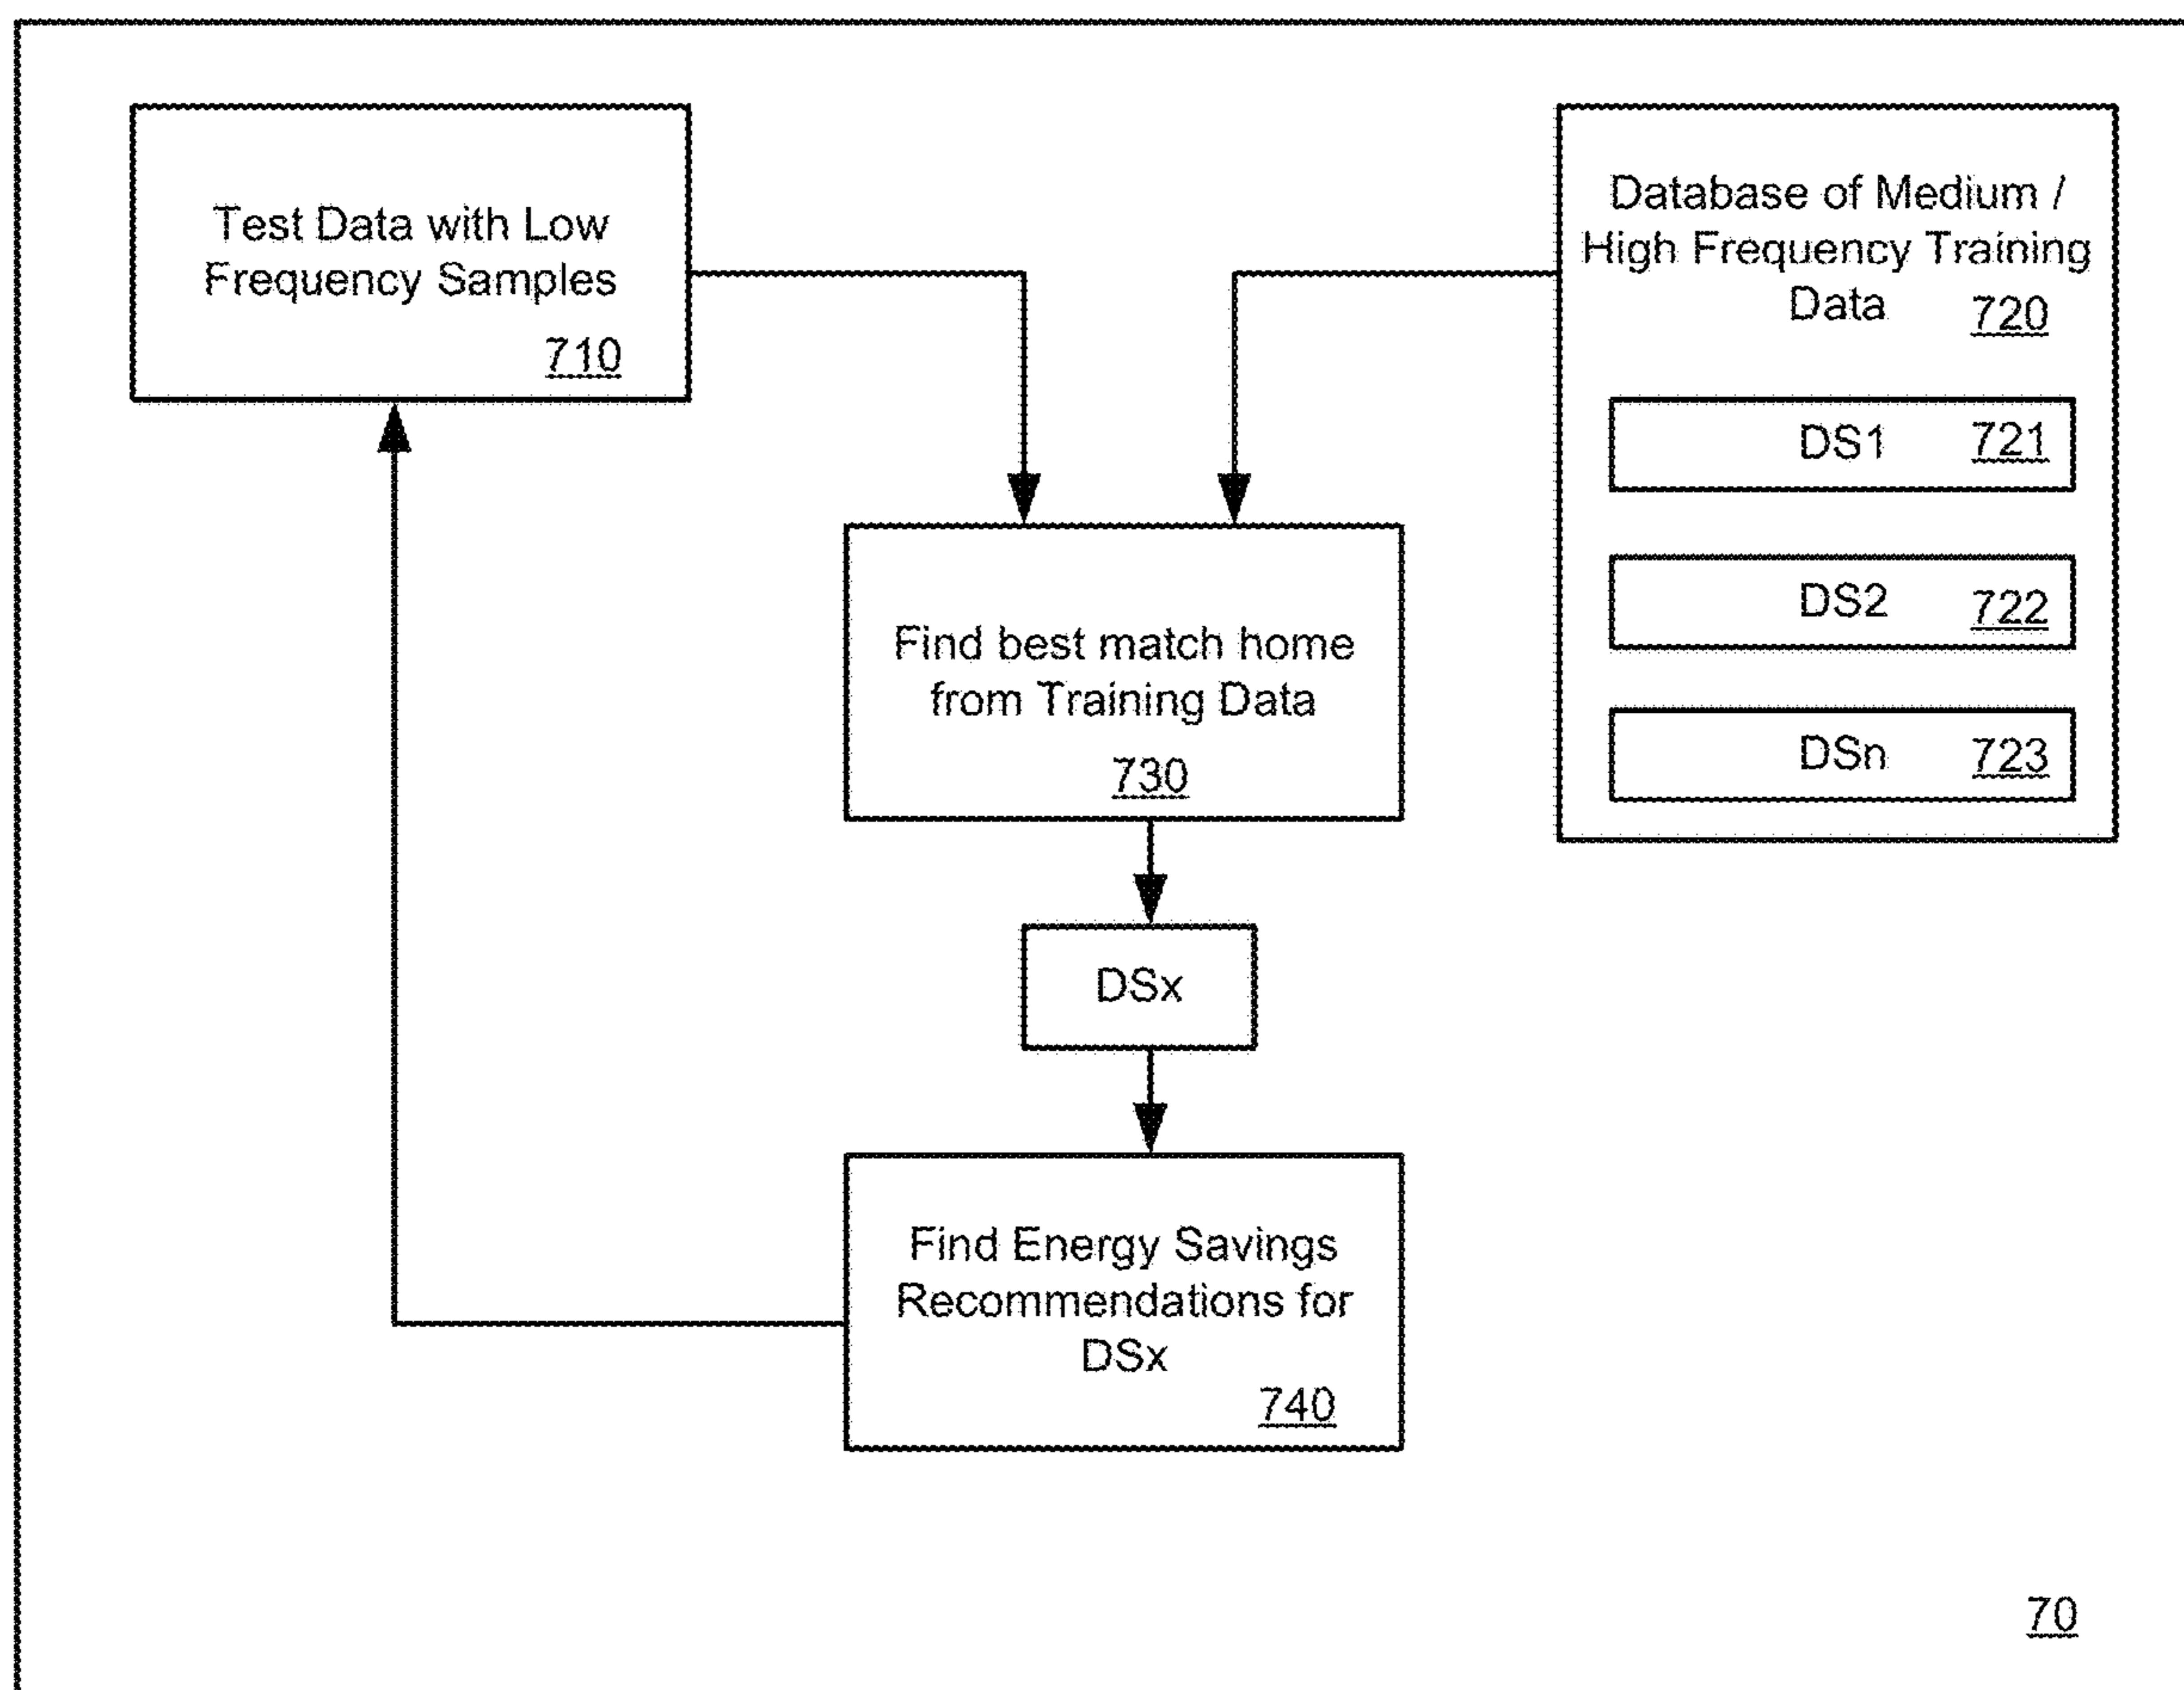 Test Data with Low
Frequency Samples
710
Database of Medium /
High Frequency Training
Data 720
DS1 721
DS2 722
DSn 723
Find best match home
from Training Data
730
DSx
Find Energy Savings
Recommendations for
DSx
740
70